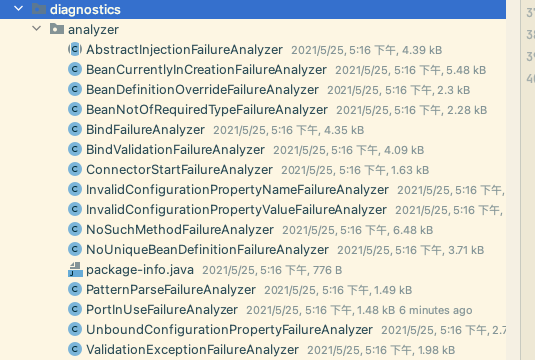 diagnostics
analyzer
AbstractInjectionFailureAnalyzer 2021/5/25, 5:16 下午, 4.39 kB
BeanCurrentlyInCreationFailureAnalyzer 2021/5/25, 5:16 下午, 5.48 kB
BeanDefinitionOverrideFailureAnalyzer 2021/5/25, 5:16 下午, 2.3 kB
BeanNotOfRequiredTypeFailureAnalyzer 2021/5/25, 5:16 下午, 2.28 kB
BindFailureAnalyzer 2021/5/25, 5:16 下午, 4.35 kB
BindValidationFailureAnalyzer 2021/5/25, 5:16 下午, 4.09 kB
ConnectorStartFailureAnalyzer 2021/5/25, 5:16 下午, 1.63 kB
InvalidConfigurationPropertyNameFailureAnalyzer 2021/5/25, 5:16 下午,
InvalidConfigurationPropertyValueFailureAnalyzer 2021/5/25, 5:16 下午,
NoSuchMethodFailureAnalyzer 2021/5/25, 5:16 下午, 6.48 kB
NoUniqueBeanDefinitionFailureAnalyzer 2021/5/25, 5:16 下午, 3.71 kB
package-info.java 2021/5/25, 5:16 下午, 776 B
PatternParseFailureAnalyzer 2021/5/25, 5:16 下午, 1.49 kB
PortInUseFailureAnalyzer 2021/5/25, 5:16 下午, 1.48 kB 6 minutes ago
UnboundConfigurationPropertyFailureAnalyzer 2021/5/25, 5:16 下午, 2.7
ValidationExceptionFailureAnalyzer 2021/5/25, 5:16 下午, 1.98 kB